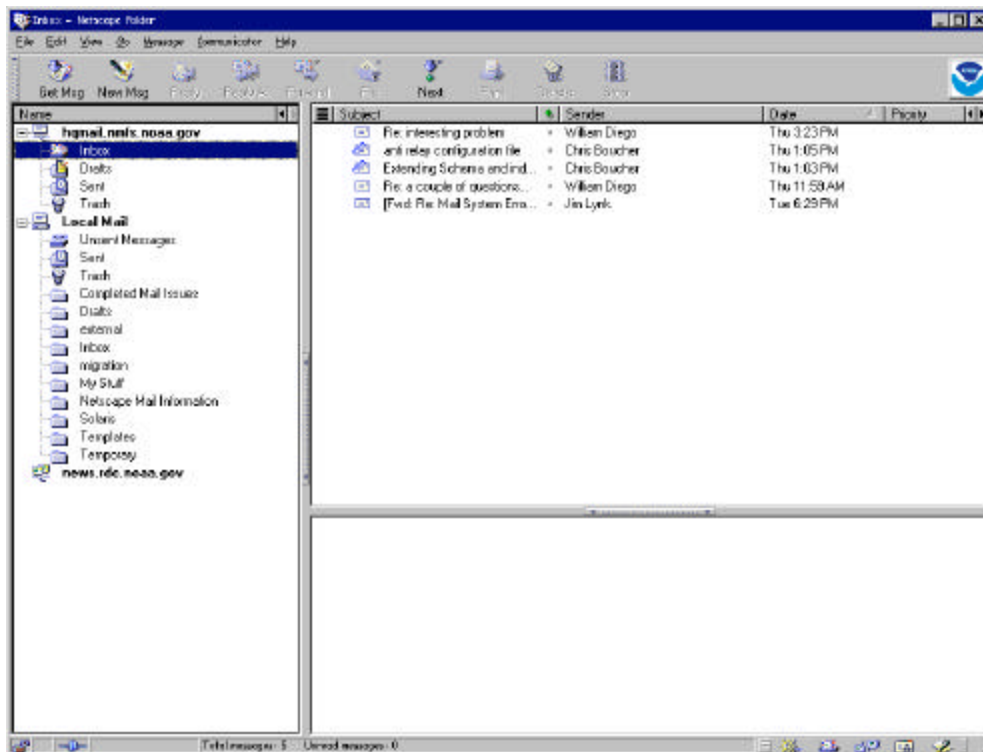 Inbox - Netscape Folder
File Edit View Go Message Communicator Help
Get Msg New Msg Next
Name
Subject Sender Date Priority
hqmail.nmfs.noaa.gov
Inbox
Drafts
Sent
Trash
Local Mail
Unsent Messages
Sent
Trash
Completed Mail Issues
Drafts
external
Inbox
migration
My Stuff
Netscape Mail Information
Solaris
Templates
Temporary
news.rdc.noaa.gov
Re: interesting problem William Diego Thu 3:23 PM
anti relay configuration file Chris Boucher Thu 1:05 PM
Extending Schema and ind... Chris Boucher Thu 1:03 PM
Re: a couple of questions... William Diego Thu 11:59 AM
[Fwd: Re: Mail System Erro... Jim Lynk Tue 6:29 PM
Total messages: 5 Unread messages: 0